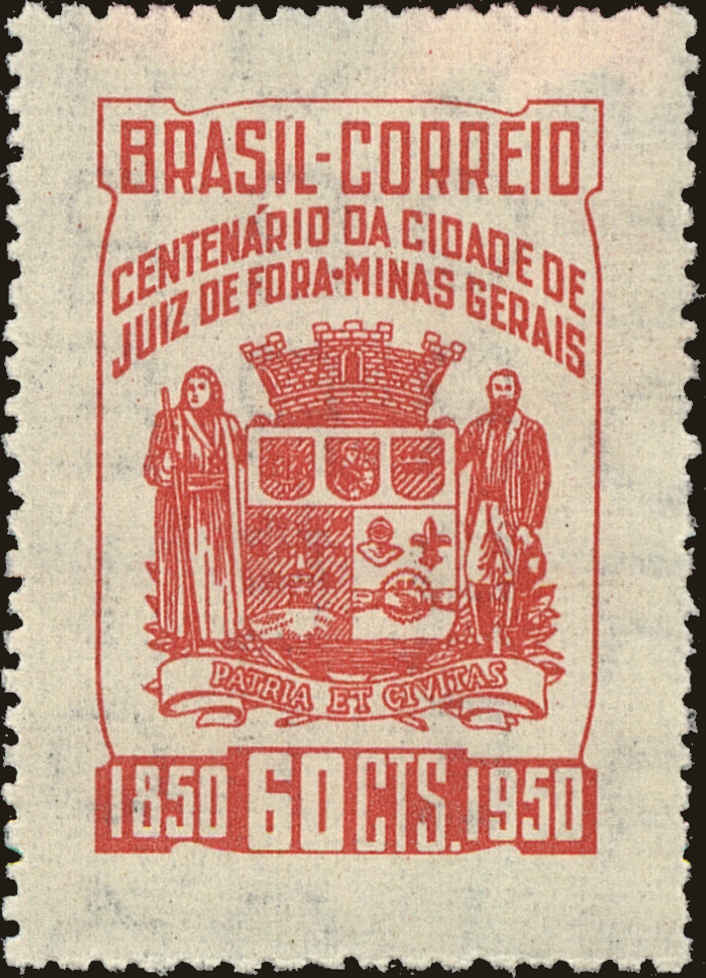 BRASIL-CORREIO
CENTENÁRIO DA CIDADE DE
JUIZ DE FORA•MINAS GERAIS
PATRIA ET CIVITAS
1850 60 CTS. 1950